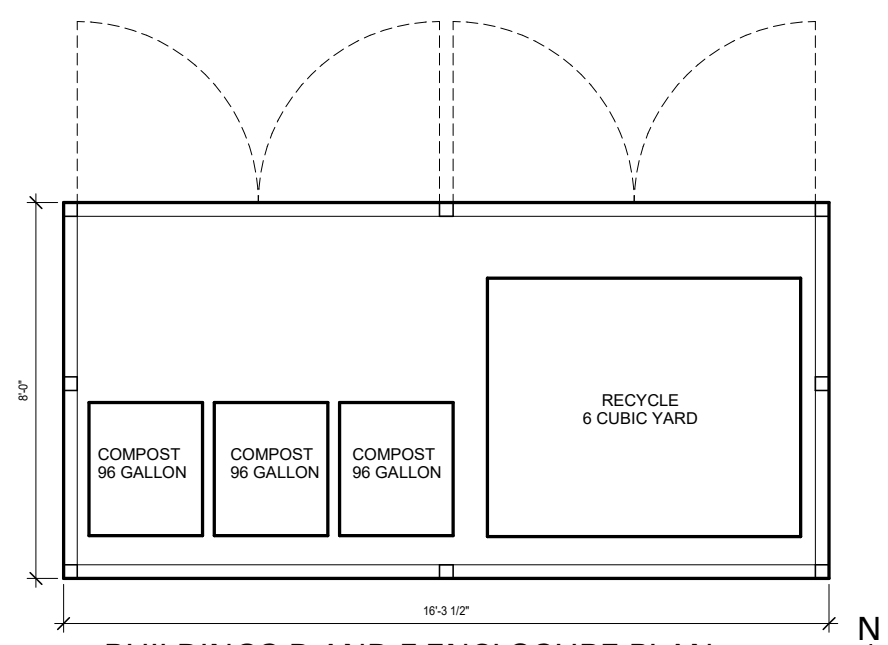 8'-0"
COMPOST
96 GALLON
COMPOST
96 GALLON
COMPOST
96 GALLON
RECYCLE
6 CUBIC YARD
16'-3 1/2"
N